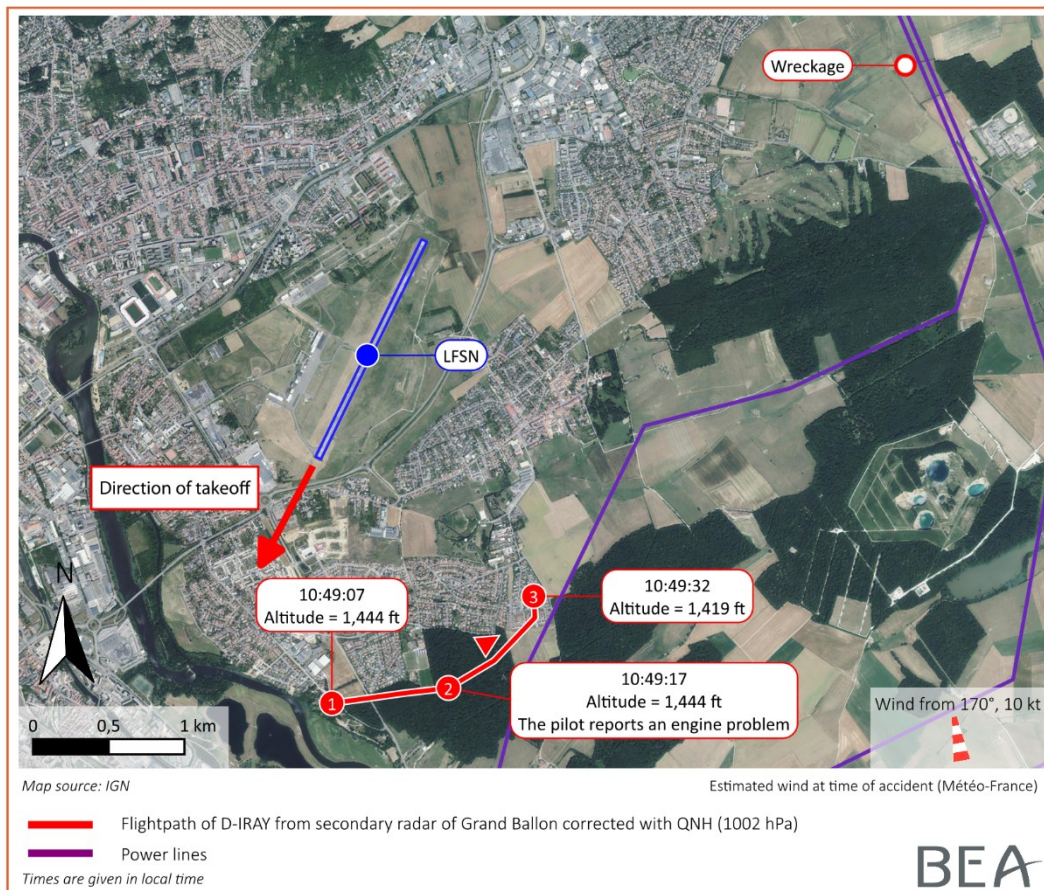 Wreckage
LFSN
Direction of takeoff
N
10:49:07
Altitude = 1,444 ft
10:49:32
Altitude = 1,419 ft
3
1
2
10:49:17
Altitude = 1,444 ft
The pilot reports an engine problem
0 0,5 1 km
Wind from 170°, 10 kt
Map source: IGN
Estimated wind at time of accident (Météo-France)
Flightpath of D-IRAY from secondary radar of Grand Ballon corrected with QNH (1002 hPa)
Power lines
Times are given in local time
BEA